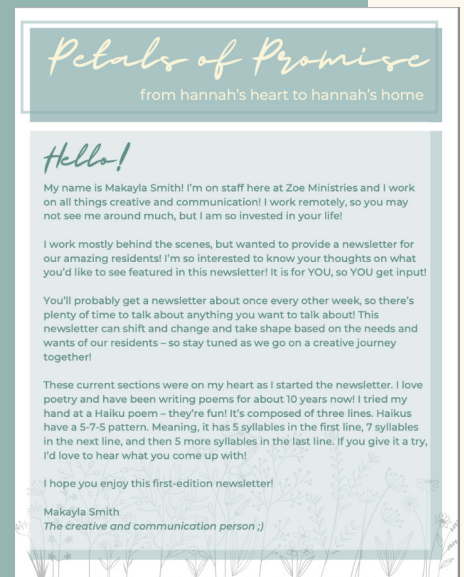 Petals of Promise
from hannah's heart to hannah's home
Hello!
My name is Makayla Smith! I'm on staff here at Zoe Ministries and I work
on all things creative and communication! I work remotely, so you may
not see me around much, but I am so invested in your life!
I work mostly behind the scenes, but wanted to provide a newsletter for
our amazing residents! I'm so interested to know your thoughts on what
you'd like to see featured in this newsletter! It is for YOU, so YOU get input!
You'll probably get a newsletter about once every other week, so there's
plenty of time to talk about anything you want to talk about! This
newsletter can shift and change and take shape based on the needs and
wants of our residents – so stay tuned as we go on a creative journey
together!
These current sections were on my heart as I started the newsletter. I love
poetry and have been writing poems for about 10 years now! I tried my
hand at a Haiku poem – they're fun! It's composed of three lines. Haikus
have a 5-7-5 pattern. Meaning, it has 5 syllables in the first line, 7 syllables
in the next line, and then 5 more syllables in the last line. If you give it a try,
I'd love to hear what you come up with!
I hope you enjoy this first-edition newsletter!
Makayla Smith
The creative and communication person ;)